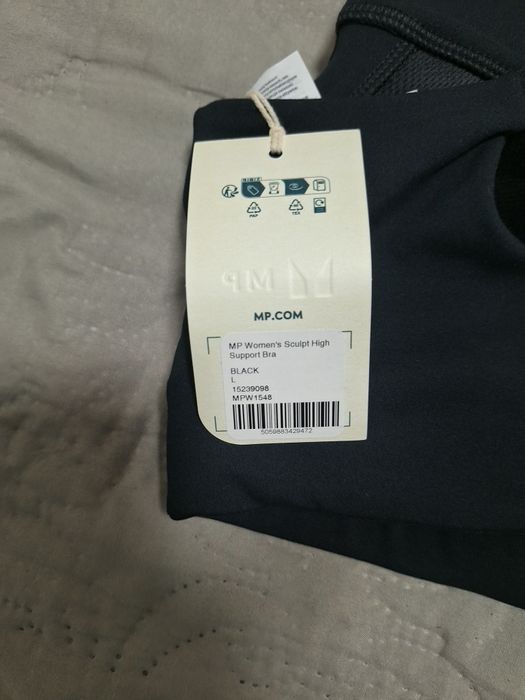 PAP
TEX
MP
MP.COM
MP Women's Sculpt High
Support Bra
BLACK
L
15239098
MPW1548
5059883429472